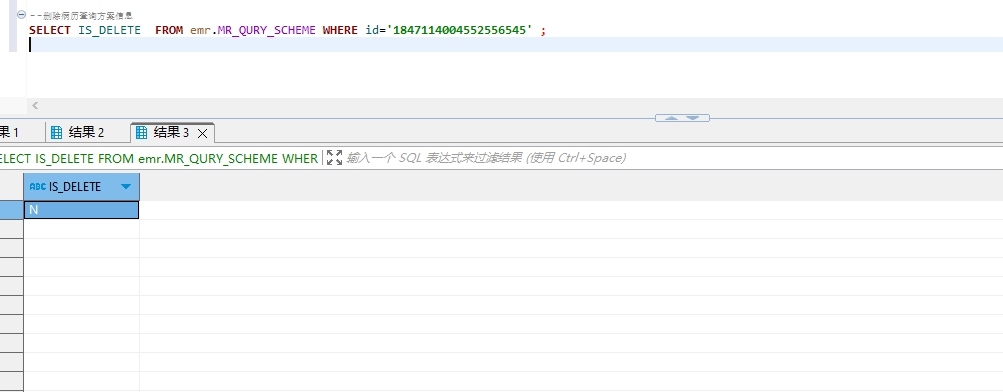 --删除病历查询方案信息
SELECT IS_DELETE  FROM emr.MR_QURY_SCHEME WHERE id='1847114004552556545' ;
果 1 结果 2 结果 3
ELECT IS_DELETE FROM emr.MR_QURY_SCHEME WHER 输入一个 SQL 表达式来过滤结果 (使用 Ctrl+Space)
ABC IS_DELETE
N